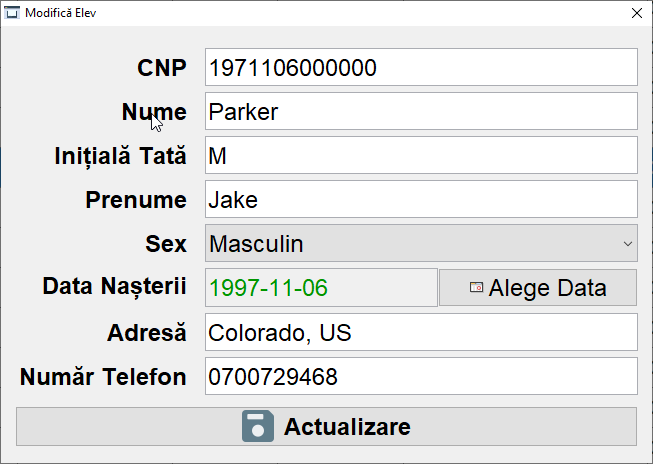 Modifică Elev
CNP 1971106000000
Nume Parker
Inițială Tată M
Prenume Jake
Sex Masculin
Data Nașterii 1997-11-06 Alege Data
Adresă Colorado, US
Număr Telefon 0700729468
Actualizare